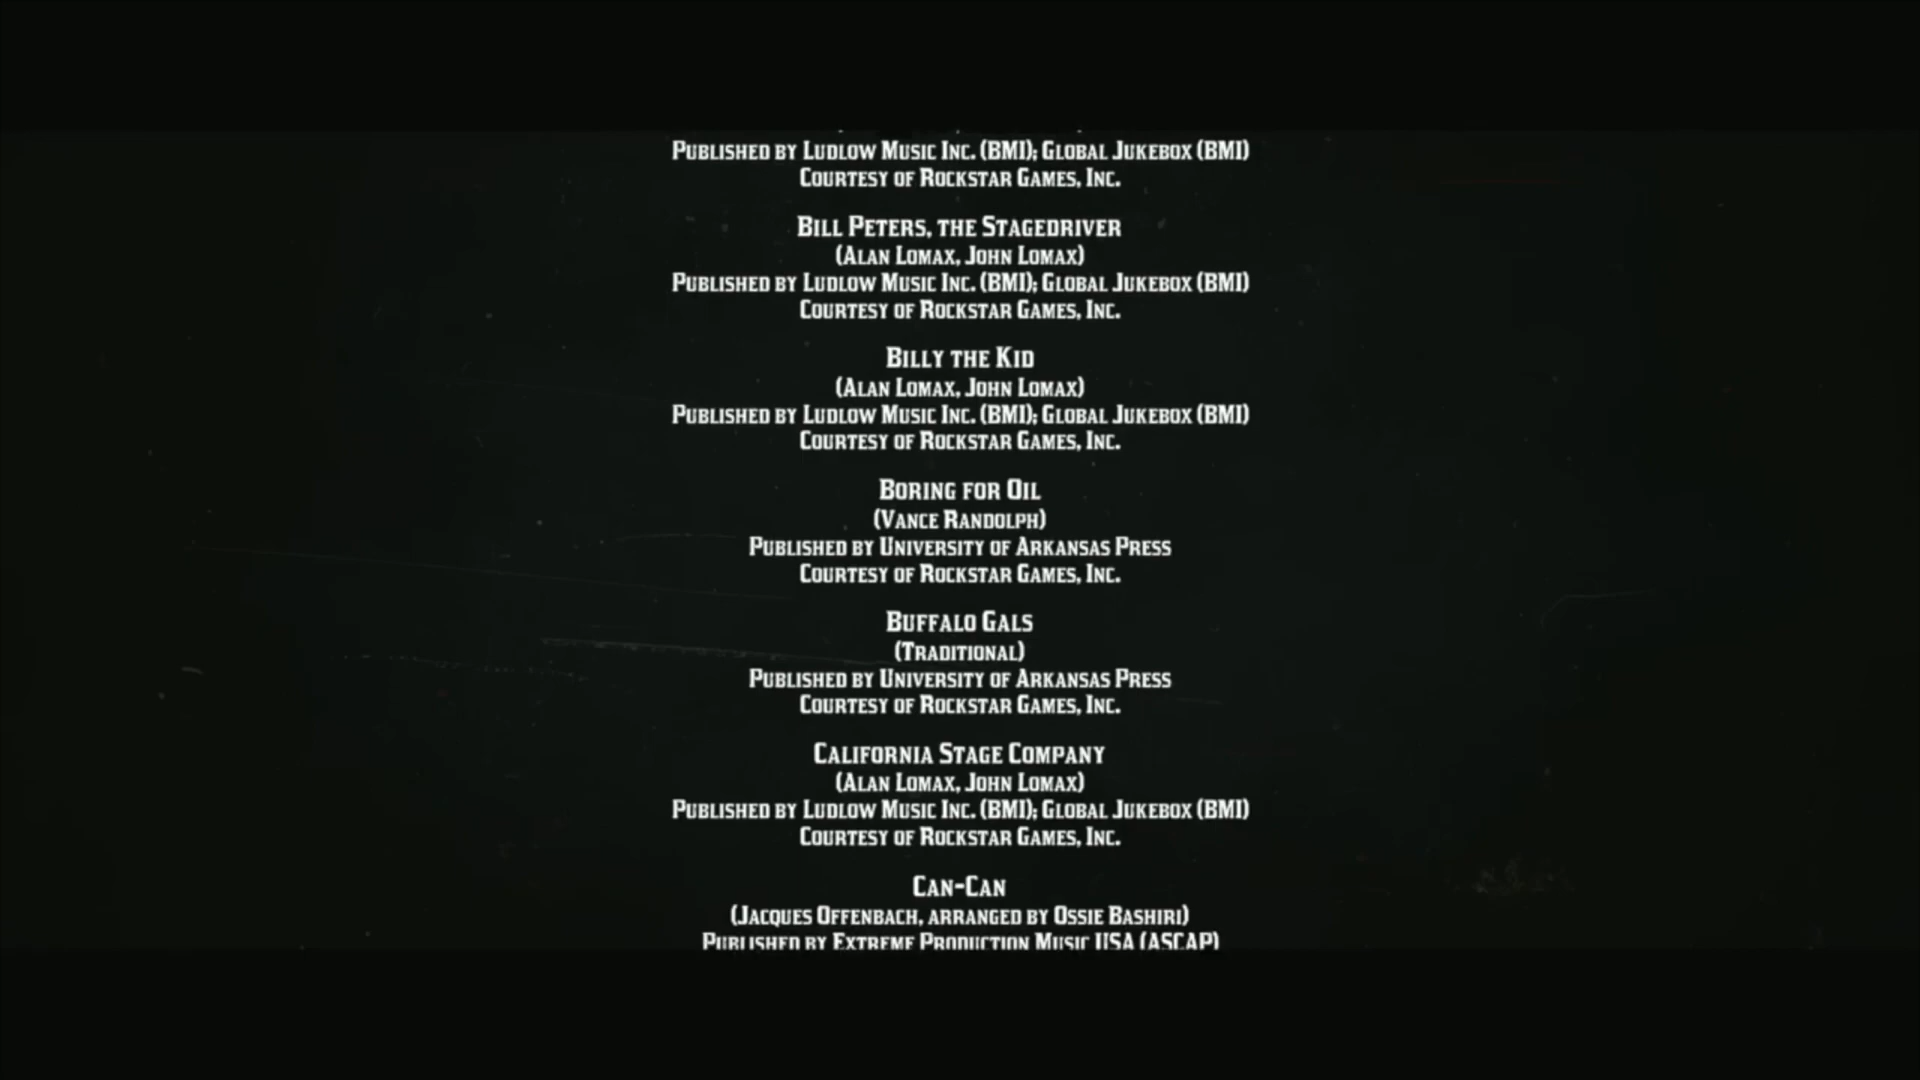 Published by Ludlow Music Inc. (BMI); Global Jukebox (BMI)
Courtesy of Rockstar Games, Inc.
Bill Peters, the Stagedriver
(Alan Lomax, John Lomax)
Published by Ludlow Music Inc. (BMI); Global Jukebox (BMI)
Courtesy of Rockstar Games, Inc.
Billy the Kid
(Alan Lomax, John Lomax)
Published by Ludlow Music Inc. (BMI); Global Jukebox (BMI)
Courtesy of Rockstar Games, Inc.
Boring for Oil
(Vance Randolph)
Published by University of Arkansas Press
Courtesy of Rockstar Games, Inc.
Buffalo Gals
(Traditional)
Published by University of Arkansas Press
Courtesy of Rockstar Games, Inc.
California Stage Company
(Alan Lomax, John Lomax)
Published by Ludlow Music Inc. (BMI); Global Jukebox (BMI)
Courtesy of Rockstar Games, Inc.
Can-Can
(Jacques Offenbach, arranged by Ossie Bashiri)
Published by Extreme Production Music USA (ASCAP)